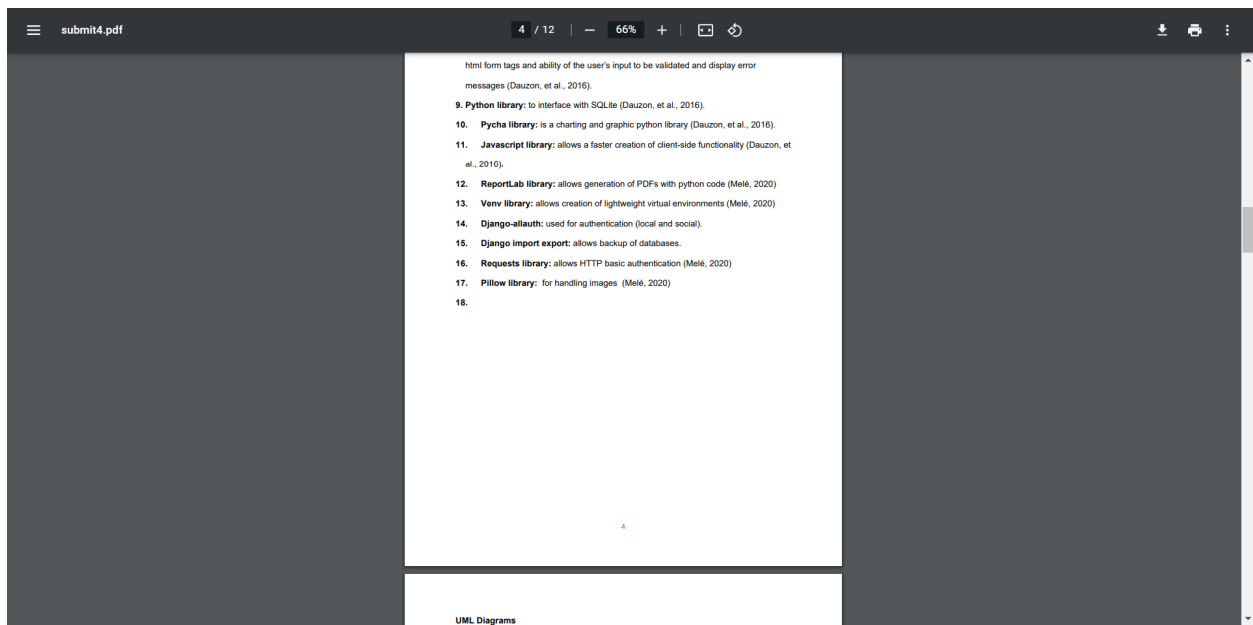 submit4.pdf
4 / 12
66%
html form tags and ability of the user's input to be validated and display error
messages (Dauzon, et al., 2016).
9. Python library: to interface with SQLite (Dauzon, et al., 2016).
10. Pycha library: is a charting and graphic python library (Dauzon, et al., 2016).
11. Javascript library: allows a faster creation of client-side functionality (Dauzon, et
al., 2016).
12. ReportLab library: allows generation of PDFs with python code (Melé, 2020)
13. Venv library: allows creation of lightweight virtual environments (Melé, 2020)
14. Django-allauth: used for authentication (local and social).
15. Django import export: allows backup of databases.
16. Requests library: allows HTTP basic authentication (Melé, 2020)
17. Pillow library: for handling images (Melé, 2020)
18.
4
UML Diagrams